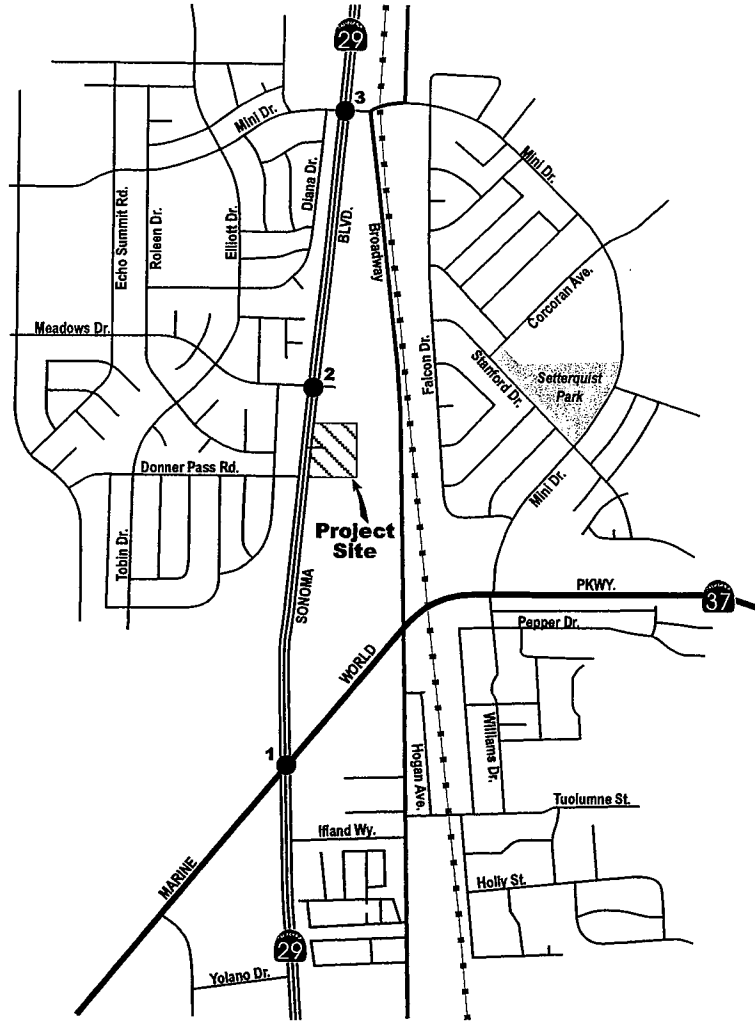 29
3
Mini Dr.
Mini Dr.
Diana Dr.
BLVD.
Broadway
Echo Summit Rd.
Roleen Dr.
Elliott Dr.
Corcoran Ave.
Meadows Dr.
2
Falcon Dr.
Stanford Dr.
Setterquist
Park
Donner Pass Rd.
Mini Dr.
Project
Site
Tobin Dr.
SONOMA
PKWY.
37
Pepper Dr.
WORLD
1
Hogan Ave.
Williams Dr.
Tuolumne St.
Ifland Wy.
MARINE
Holly St.
29
Yolano Dr.